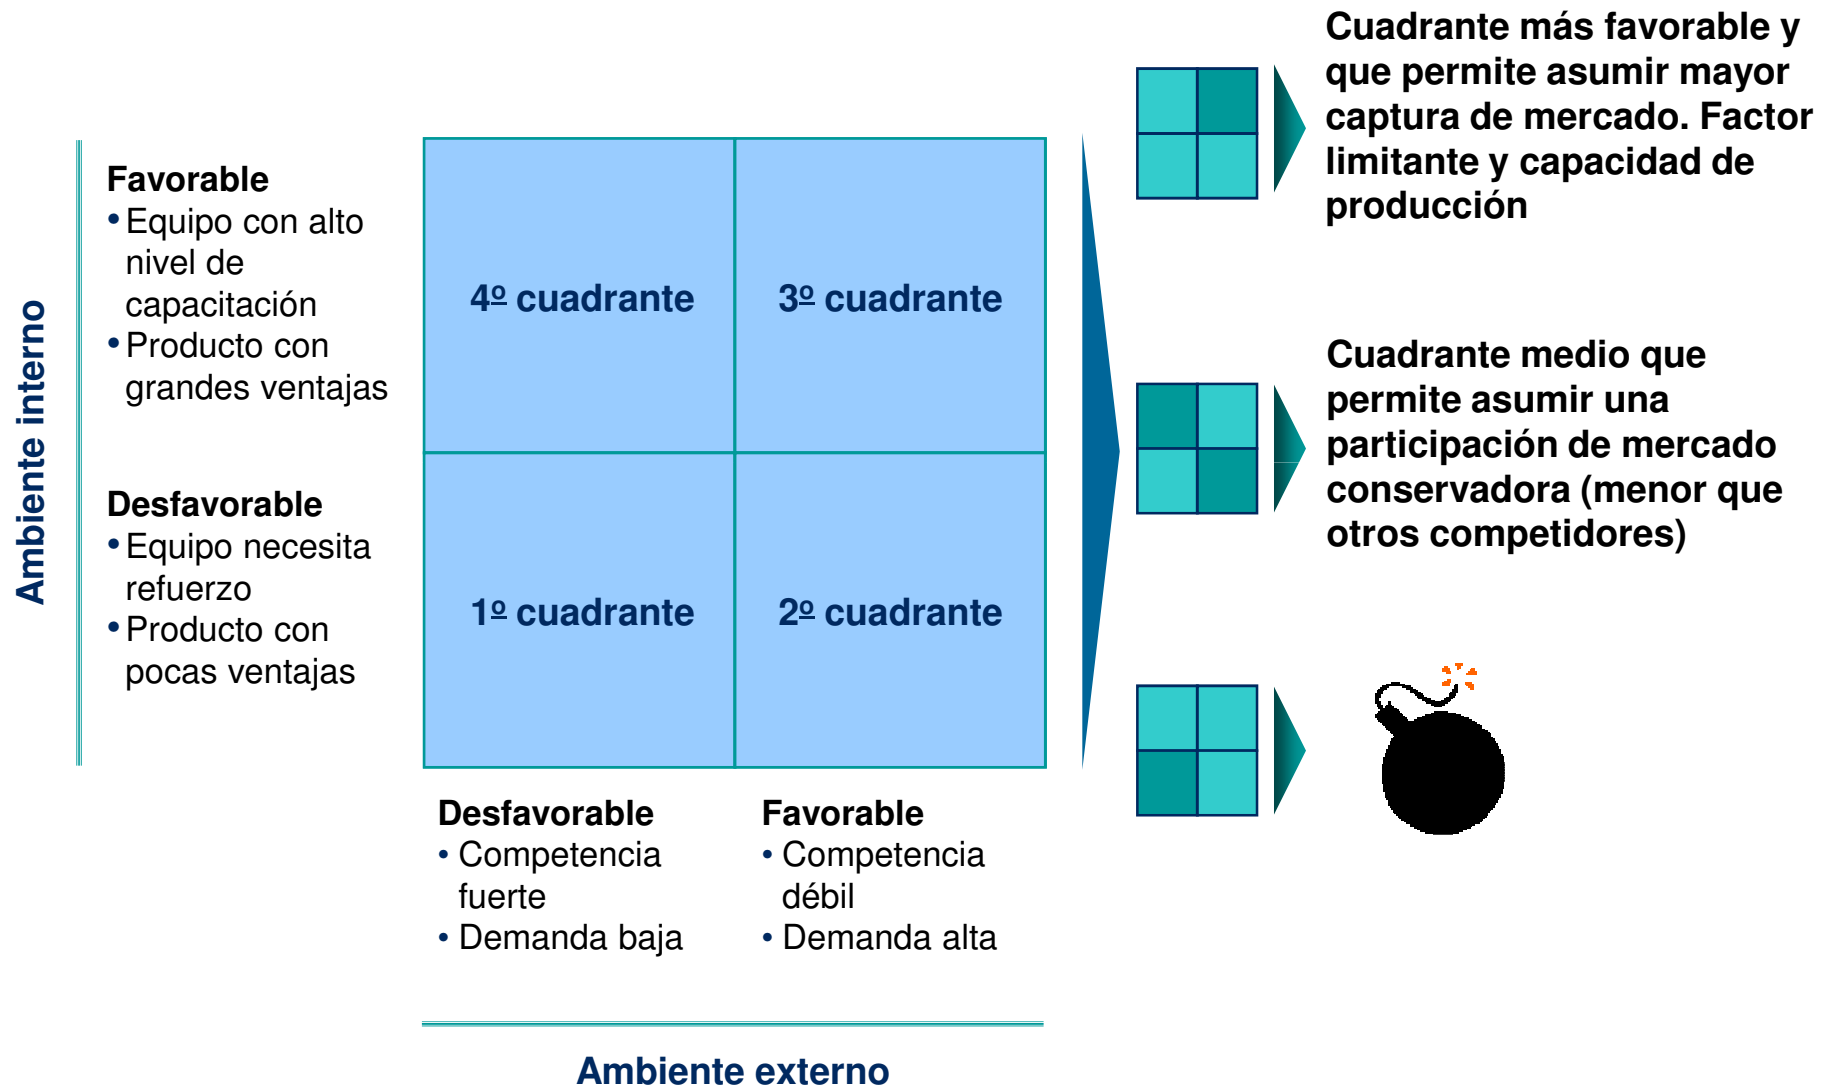 Ambiente interno
Favorable
• Equipo con alto
nivel de
capacitación
• Producto con
grandes ventajas
Desfavorable
• Equipo necesita
refuerzo
• Producto con
pocas ventajas
4º cuadrante
3º cuadrante
1º cuadrante
2º cuadrante
Desfavorable
• Competencia
fuerte
• Demanda baja
Favorable
• Competencia
débil
• Demanda alta
Ambiente externo
Cuadrante más favorable y
que permite asumir mayor
captura de mercado. Factor
limitante y capacidad de
producción
Cuadrante medio que
permite asumir una
participación de mercado
conservadora (menor que
otros competidores)